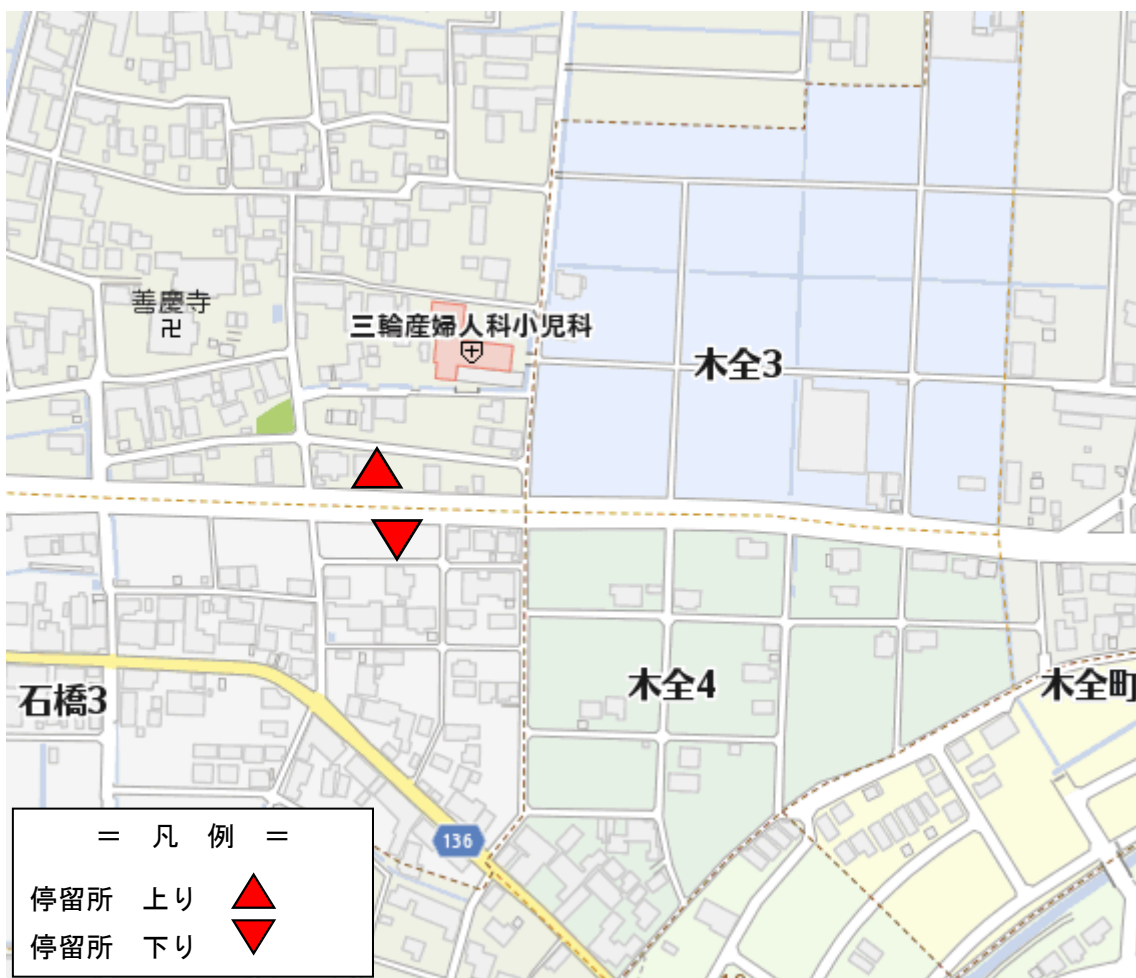 善慶寺
三輪産婦人科小児科
木全3
木全4
石橋3
木全町
136
= 凡 例 =
停留所 上り
停留所 下り